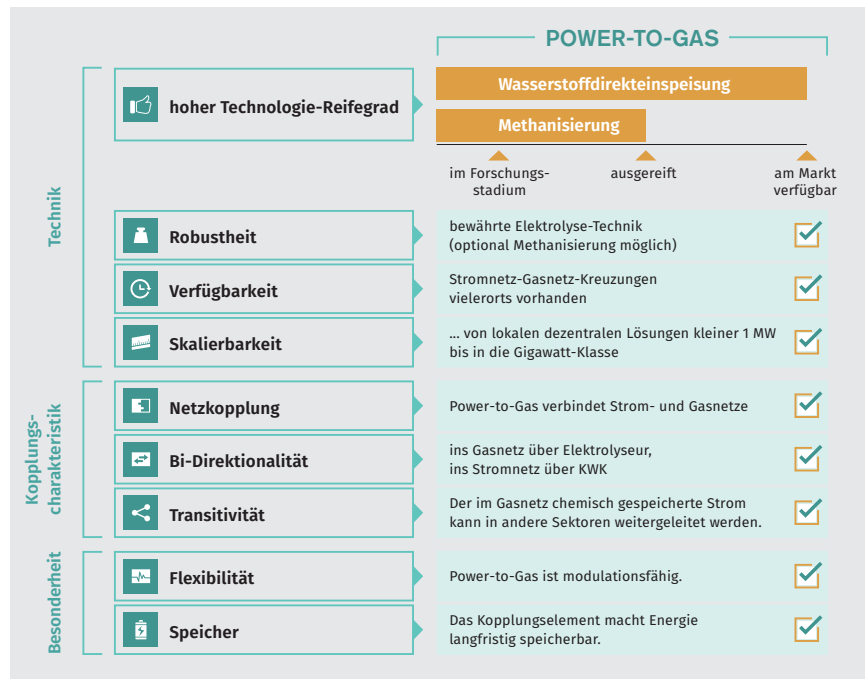 POWER-TO-GAS
Technik
hoher Technologie-Reifegrad
Wasserstoffdirekteinspeisung
Methanisierung
im Forschungs-
stadium
ausgereift
am Markt
verfügbar
Robustheit
bewährte Elektrolyse-Technik
(optional Methanisierung möglich)
Verfügbarkeit
Stromnetz-Gasnetz-Kreuzungen
vielerorts vorhanden
Skalierbarkeit
... von lokalen dezentralen Lösungen kleiner 1 MW
bis in die Gigawatt-Klasse
Kopplungs-
charakteristik
Netzkopplung
Power-to-Gas verbindet Strom- und Gasnetze
Bi-Direktionalität
ins Gasnetz über Elektrolyseur,
ins Stromnetz über KWK
Transitivität
Der im Gasnetz chemisch gespeicherte Strom
kann in andere Sektoren weitergeleitet werden.
Besonderheit
Flexibilität
Power-to-Gas ist modulationsfähig.
Speicher
Das Kopplungselement macht Energie
langfristig speicherbar.